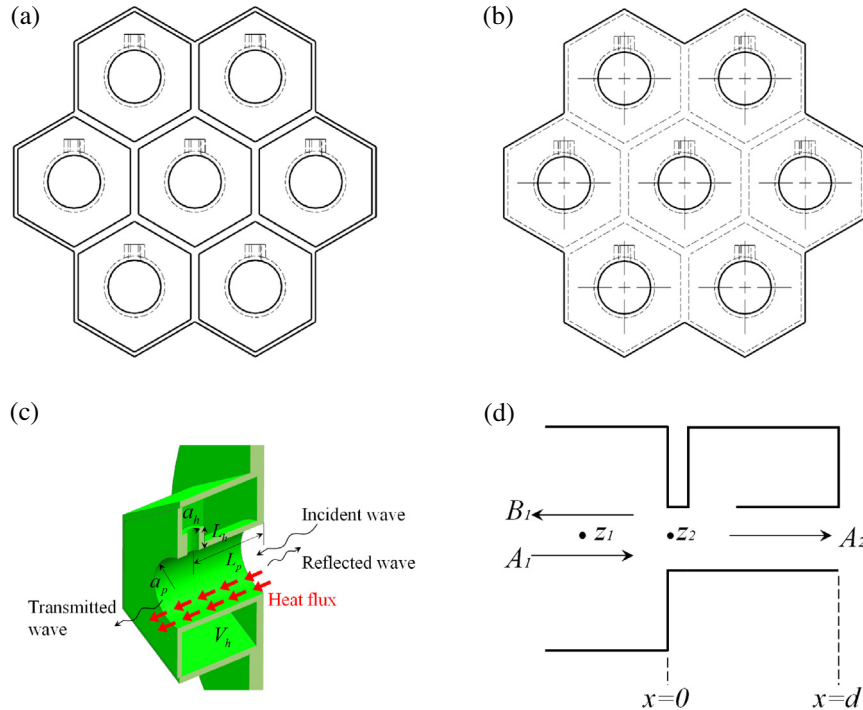 (a)
(b)
(c)
a_h
L_h
Incident wave
L_p
Reflected wave
a_p
Transmitted
wave
Heat flux
V_h
(d)
B_1
z_1
z_2
A_2
A_1
x=0
x=d